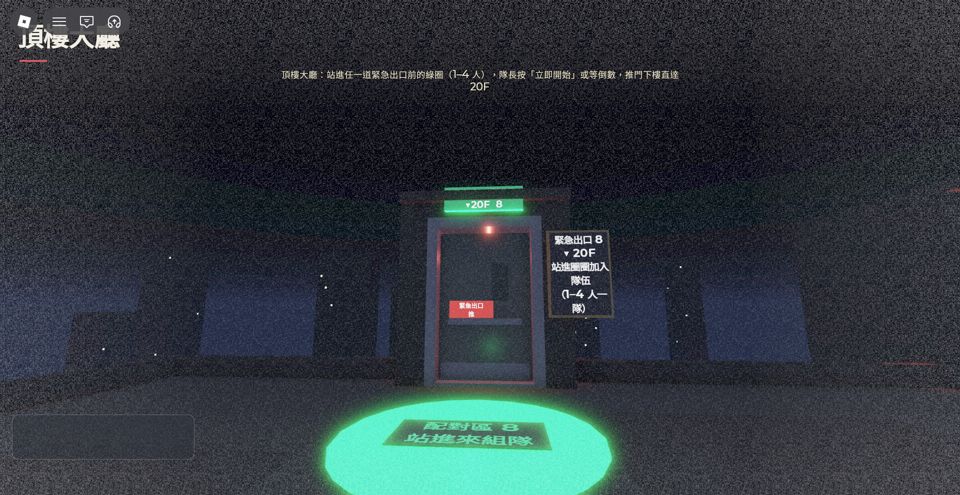 頂樓大廳
頂樓大廳：站進任一道緊急出口前的綠圈（1–4 人），隊長按「立即開始」或等倒數，推門下樓直達
20F
▼20F 8
緊急出口 8
▼ 20F
站進圈圈加入
隊伍
（1–4 人一
隊）
緊急出口
推
配對區 8
站進來組隊